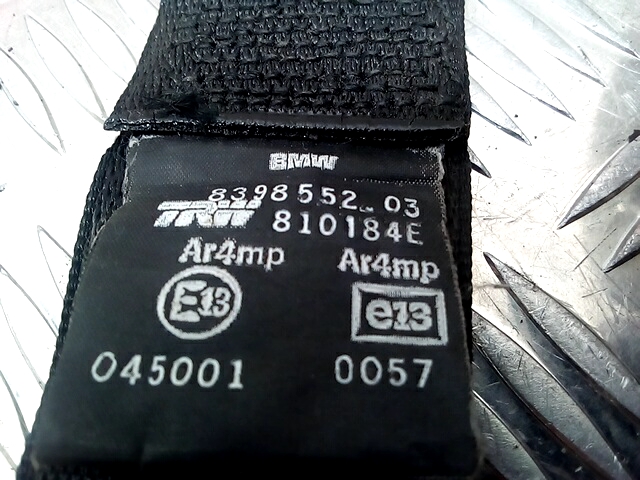 BMW
8398552.03
TRW 810184E
Ar4mp Ar4mp
E13 e13
045001 0057